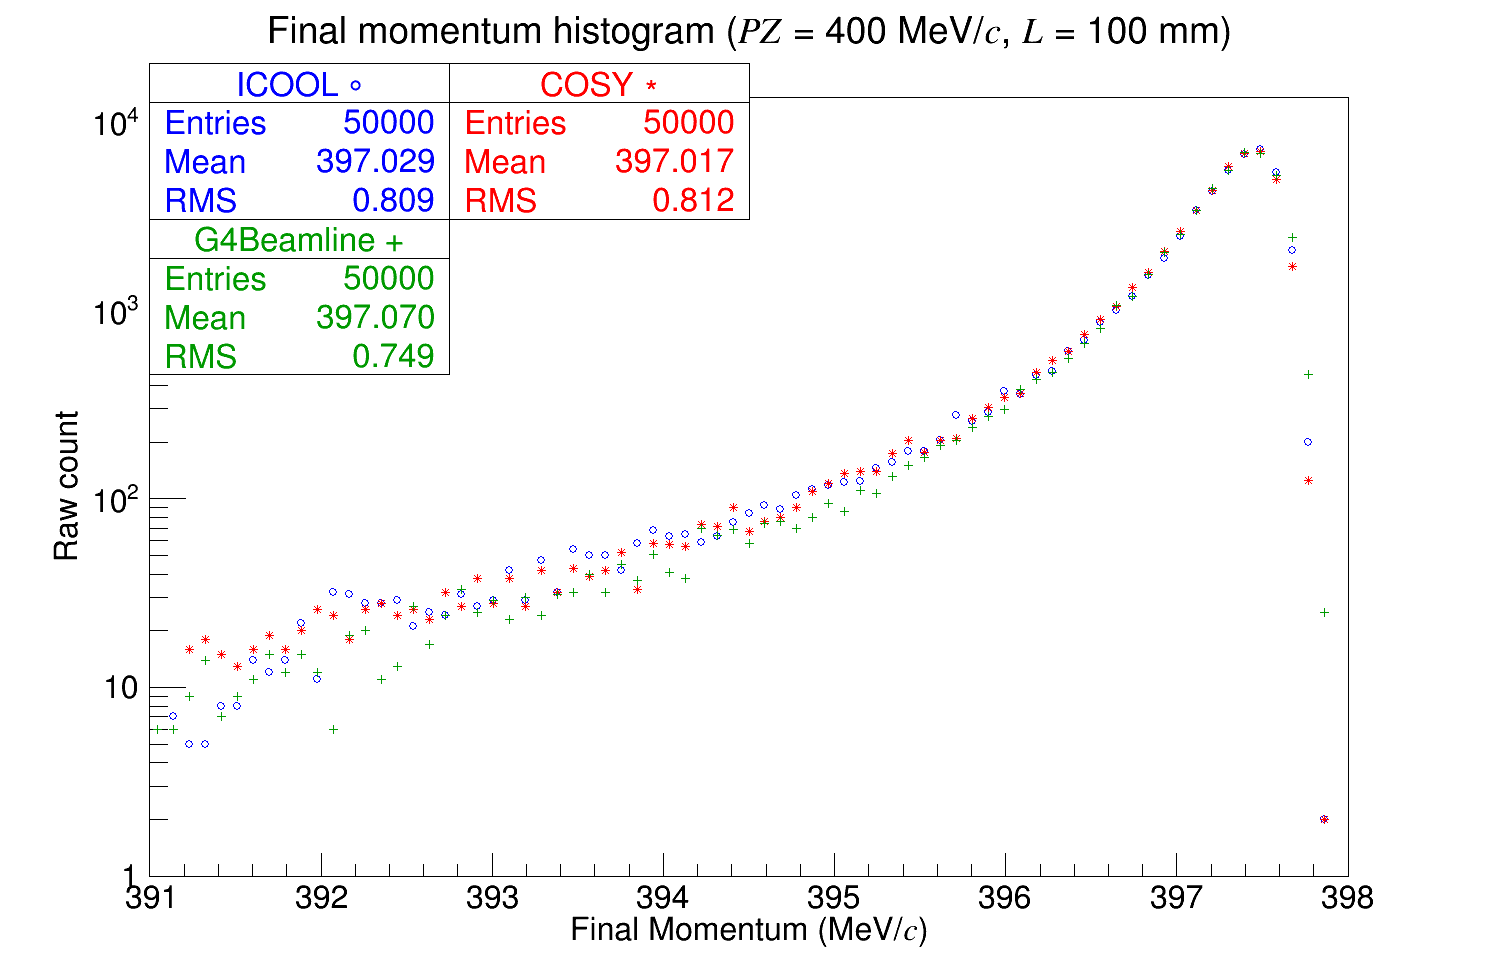 Final momentum histogram (PZ = 400 MeV/c, L = 100 mm)
ICOOL ∘
Entries 50000
Mean 397.029
RMS 0.809
COSY *
Entries 50000
Mean 397.017
RMS 0.812
G4Beamline +
Entries 50000
Mean 397.070
RMS 0.749
Raw count
10⁴
10³
10²
10
1
391 392 393 394 395 396 397 398
Final Momentum (MeV/c)